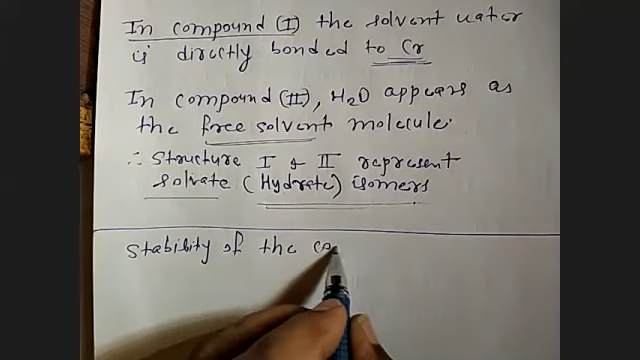 In compound (I) the solvent water
is directly bonded to Cr
In compound (II), H2O appears as
the free solvent molecule.
∴ Structure I & II represent
solvate (Hydrate) isomers
Stability of the co